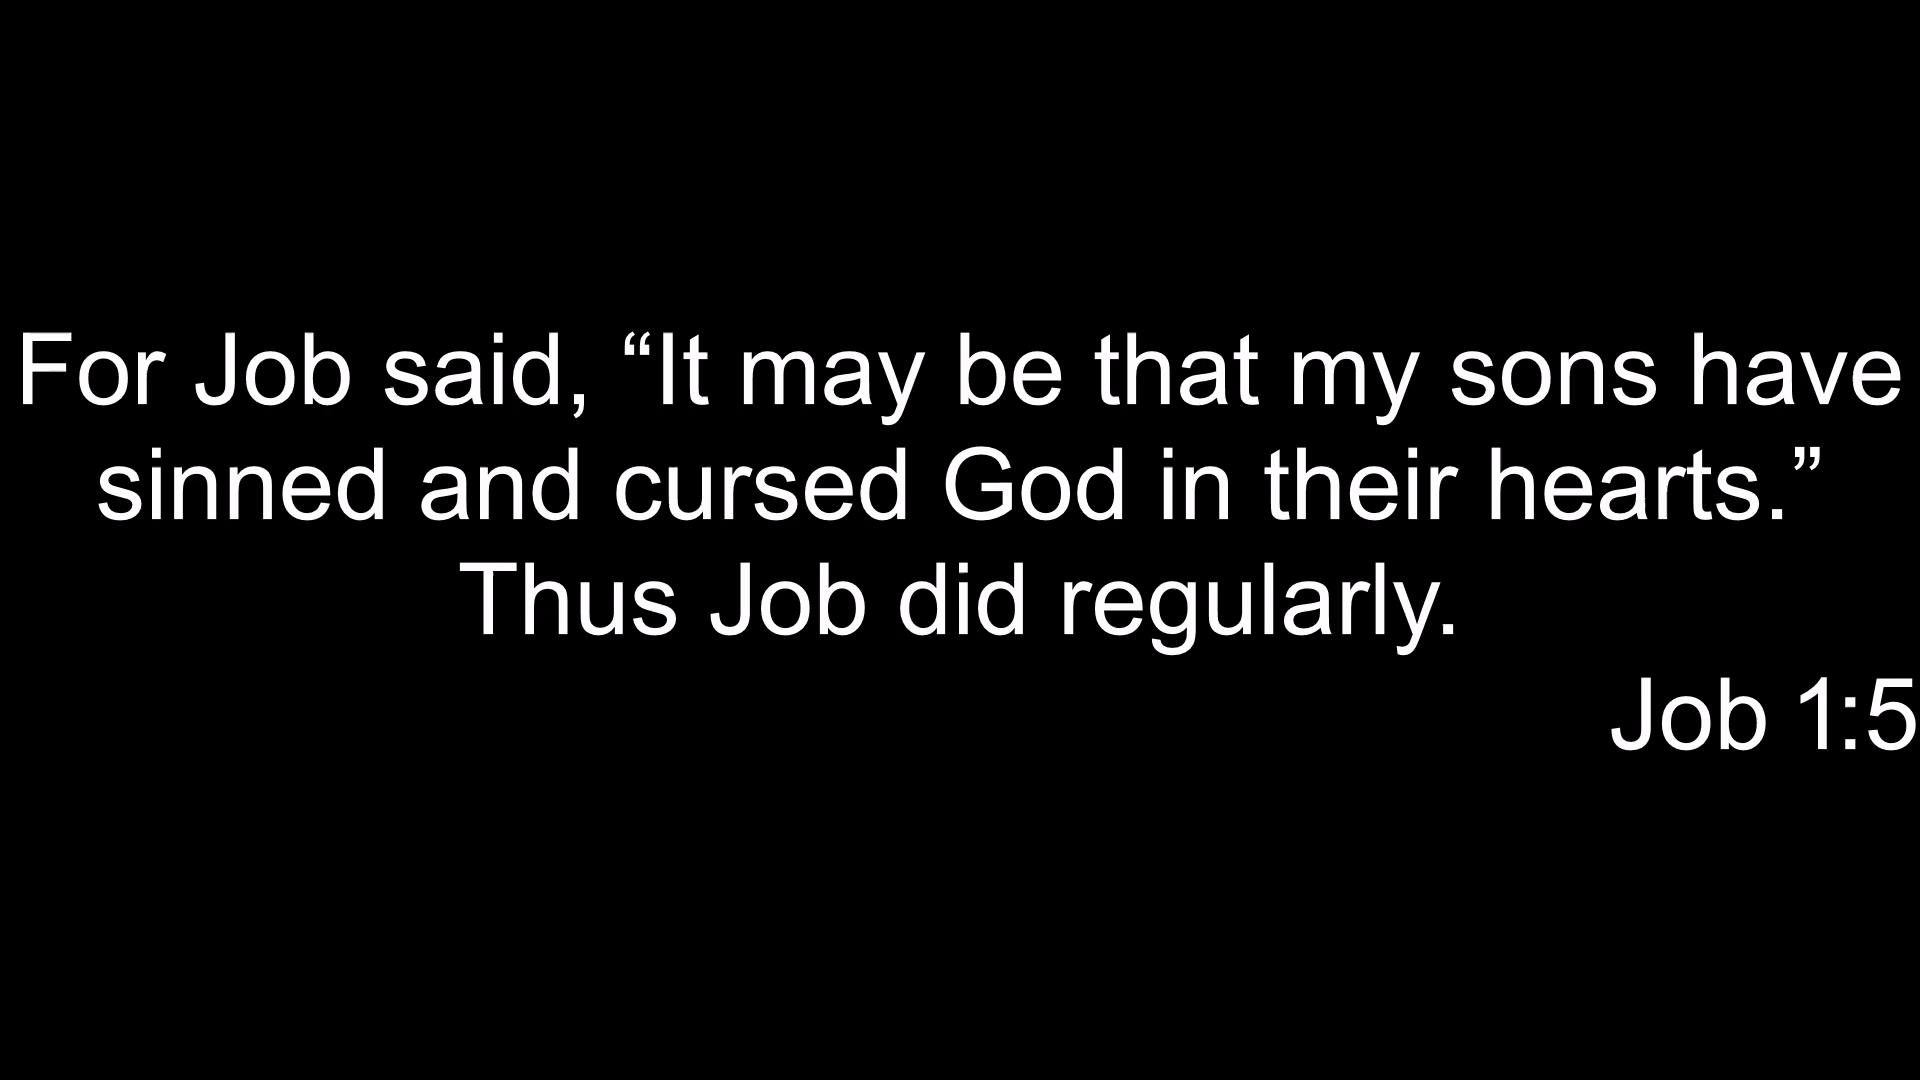 For Job said, “It may be that my sons have
sinned and cursed God in their hearts.”
Thus Job did regularly.
Job 1:5